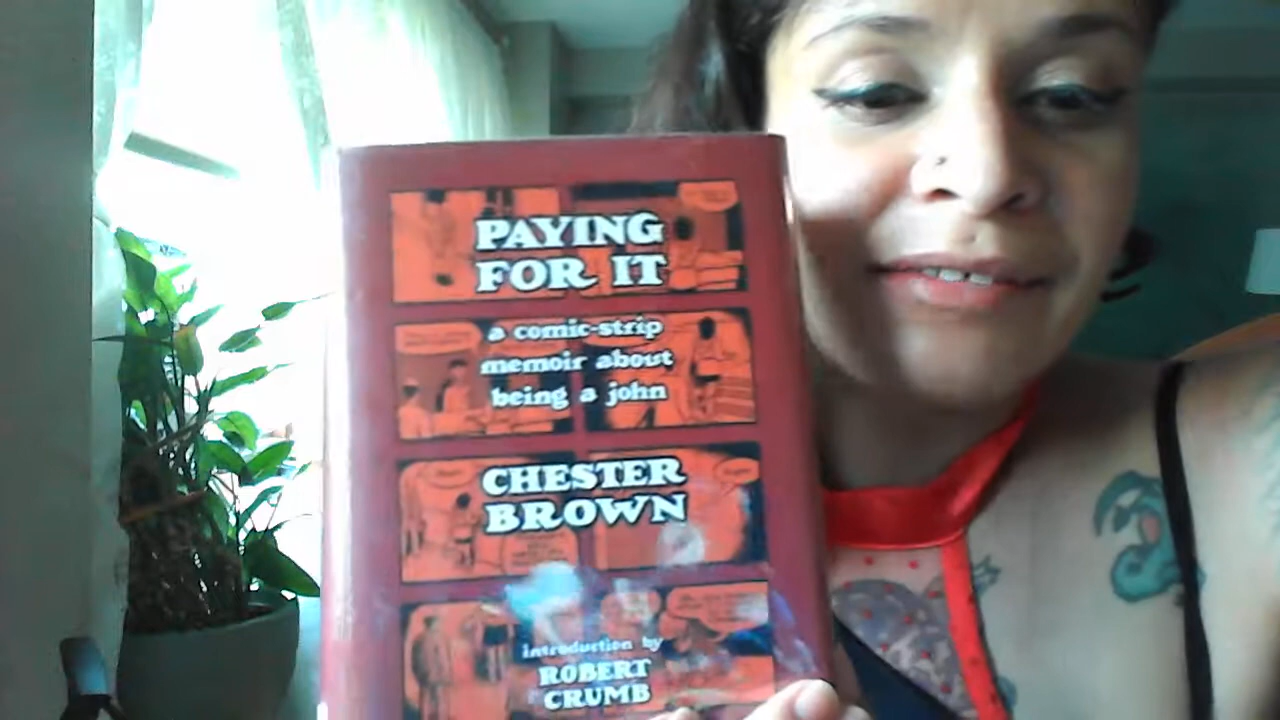 PAYING
FOR IT
a comic-strip
memoir about
being a john
CHESTER
BROWN
introduction by
ROBERT
CRUMB